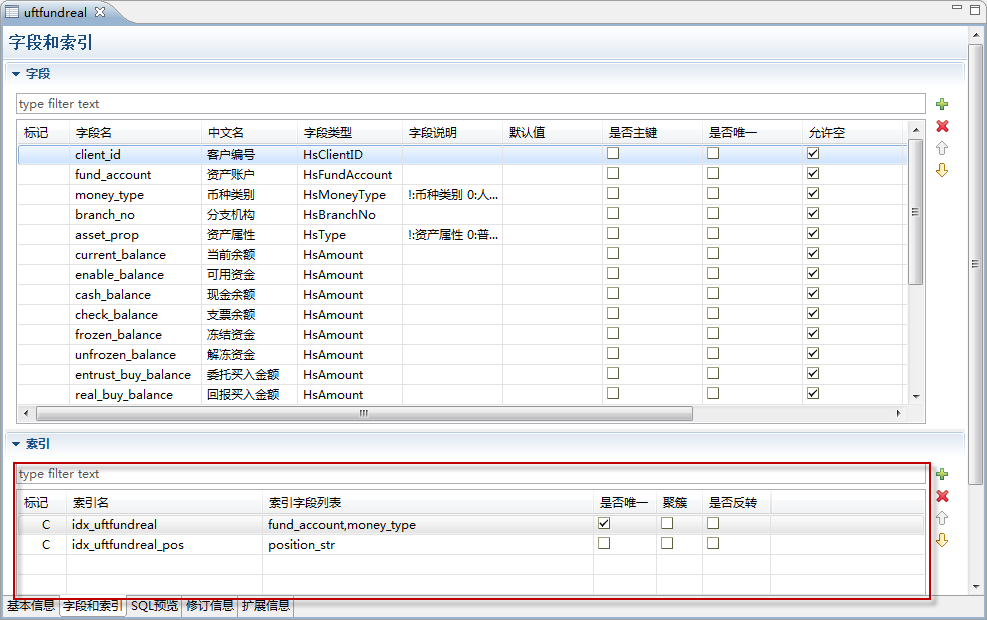 uftfundreal
字段和索引
字段
type filter text
标记 字段名 中文名 字段类型 字段说明 默认值 是否主键 是否唯一 允许空
client_id 客户编号 HsClientID
fund_account 资产账户 HsFundAccount
money_type 币种类别 HsMoneyType !:币种类别 0:人...
branch_no 分支机构 HsBranchNo
asset_prop 资产属性 HsType !:资产属性 0:普...
current_balance 当前余额 HsAmount
enable_balance 可用资金 HsAmount
cash_balance 现金余额 HsAmount
check_balance 支票余额 HsAmount
frozen_balance 冻结资金 HsAmount
unfrozen_balance 解冻资金 HsAmount
entrust_buy_balance 委托买入金额 HsAmount
real_buy_balance 回报买入金额 HsAmount
索引
type filter text
标记 索引名 索引字段列表 是否唯一 聚簇 是否反转
C idx_uftfundreal fund_account,money_type
C idx_uftfundreal_pos position_str
基本信息 字段和索引 SQL预览 修订信息 扩展信息